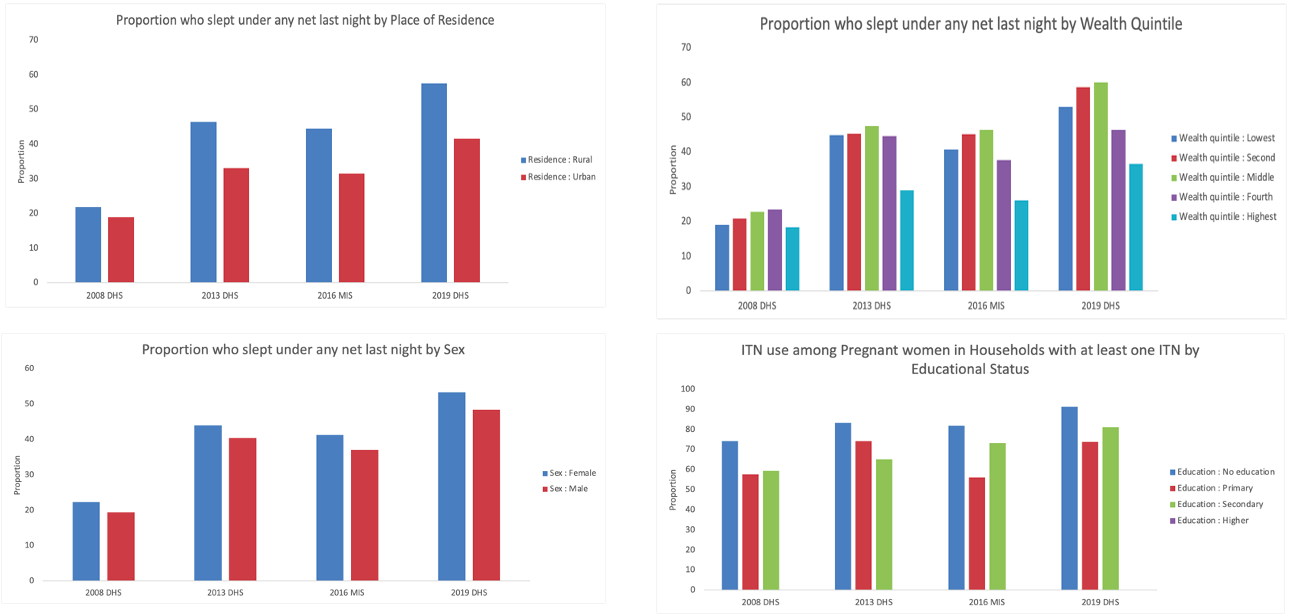 Proportion who slept under any net last night by Place of Residence
70
60
50
40
30
20
10
0
Proportion
2008 DHS
2013 DHS
2016 MIS
2019 DHS
Residence : Rural
Residence : Urban
Proportion who slept under any net last night by Wealth Quintile
70
60
50
40
30
20
10
0
Proportion
2008 DHS
2013 DHS
2016 MIS
2019 DHS
Wealth quintile : Lowest
Wealth quintile : Second
Wealth quintile : Middle
Wealth quintile : Fourth
Wealth quintile : Highest
Proportion who slept under any net last night by Sex
60
50
40
30
20
10
0
Proportion
2008 DHS
2013 DHS
2016 MIS
2019 DHS
Sex : Female
Sex : Male
ITN use among Pregnant women in Households with at least one ITN by
Educational Status
100
90
80
70
60
50
40
30
20
10
0
Proportion
2008 DHS
2013 DHS
2016 MIS
2019 DHS
Education : No education
Education : Primary
Education : Secondary
Education : Higher